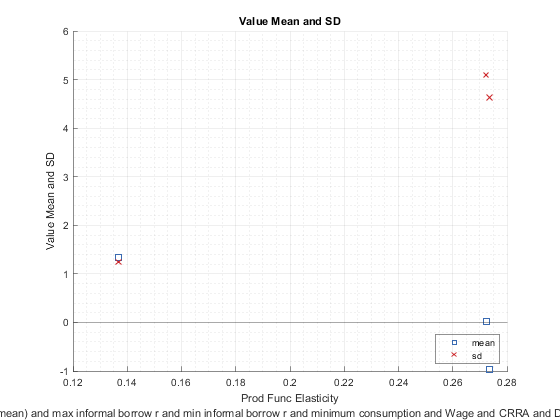 Value Mean and SD
6
5
4
3
2
1
0
-1
Value Mean and SD
mean
sd
0.12 0.14 0.16 0.18 0.2 0.22 0.24 0.26 0.28
Prod Func Elasticity
mean) and max informal borrow r and min informal borrow r and minimum consumption and Wage and CRRA and